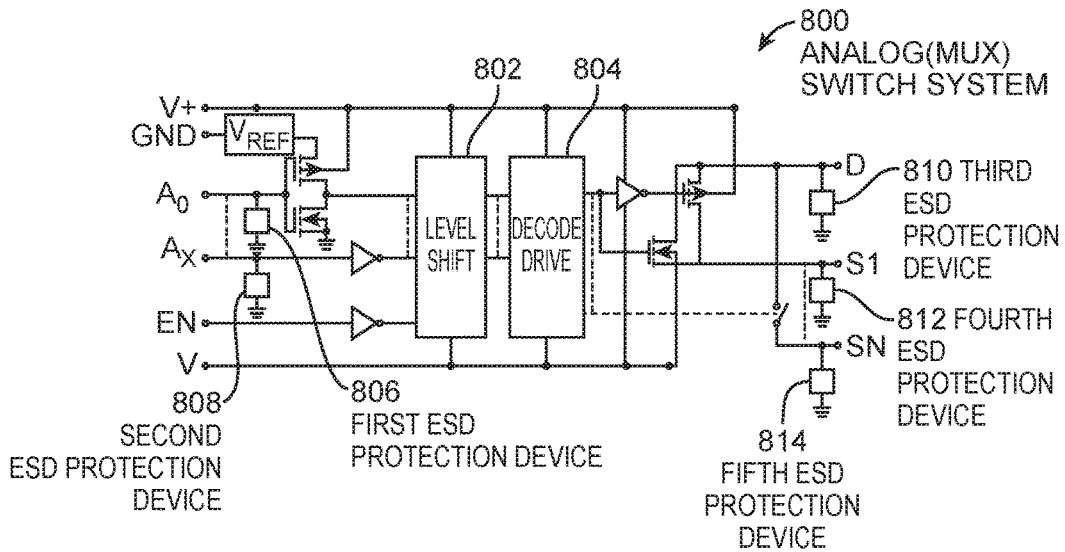 800
ANALOG(MUX)
SWITCH SYSTEM
802
804
V+
GND
VREF
A0
AX
EN
V
LEVEL
SHIFT
DECODE
DRIVE
D
S1
SN
810 THIRD
ESD
PROTECTION
DEVICE
812 FOURTH
ESD
PROTECTION
DEVICE
808
SECOND
ESD PROTECTION
DEVICE
806
FIRST ESD
PROTECTION DEVICE
814
FIFTH ESD
PROTECTION
DEVICE